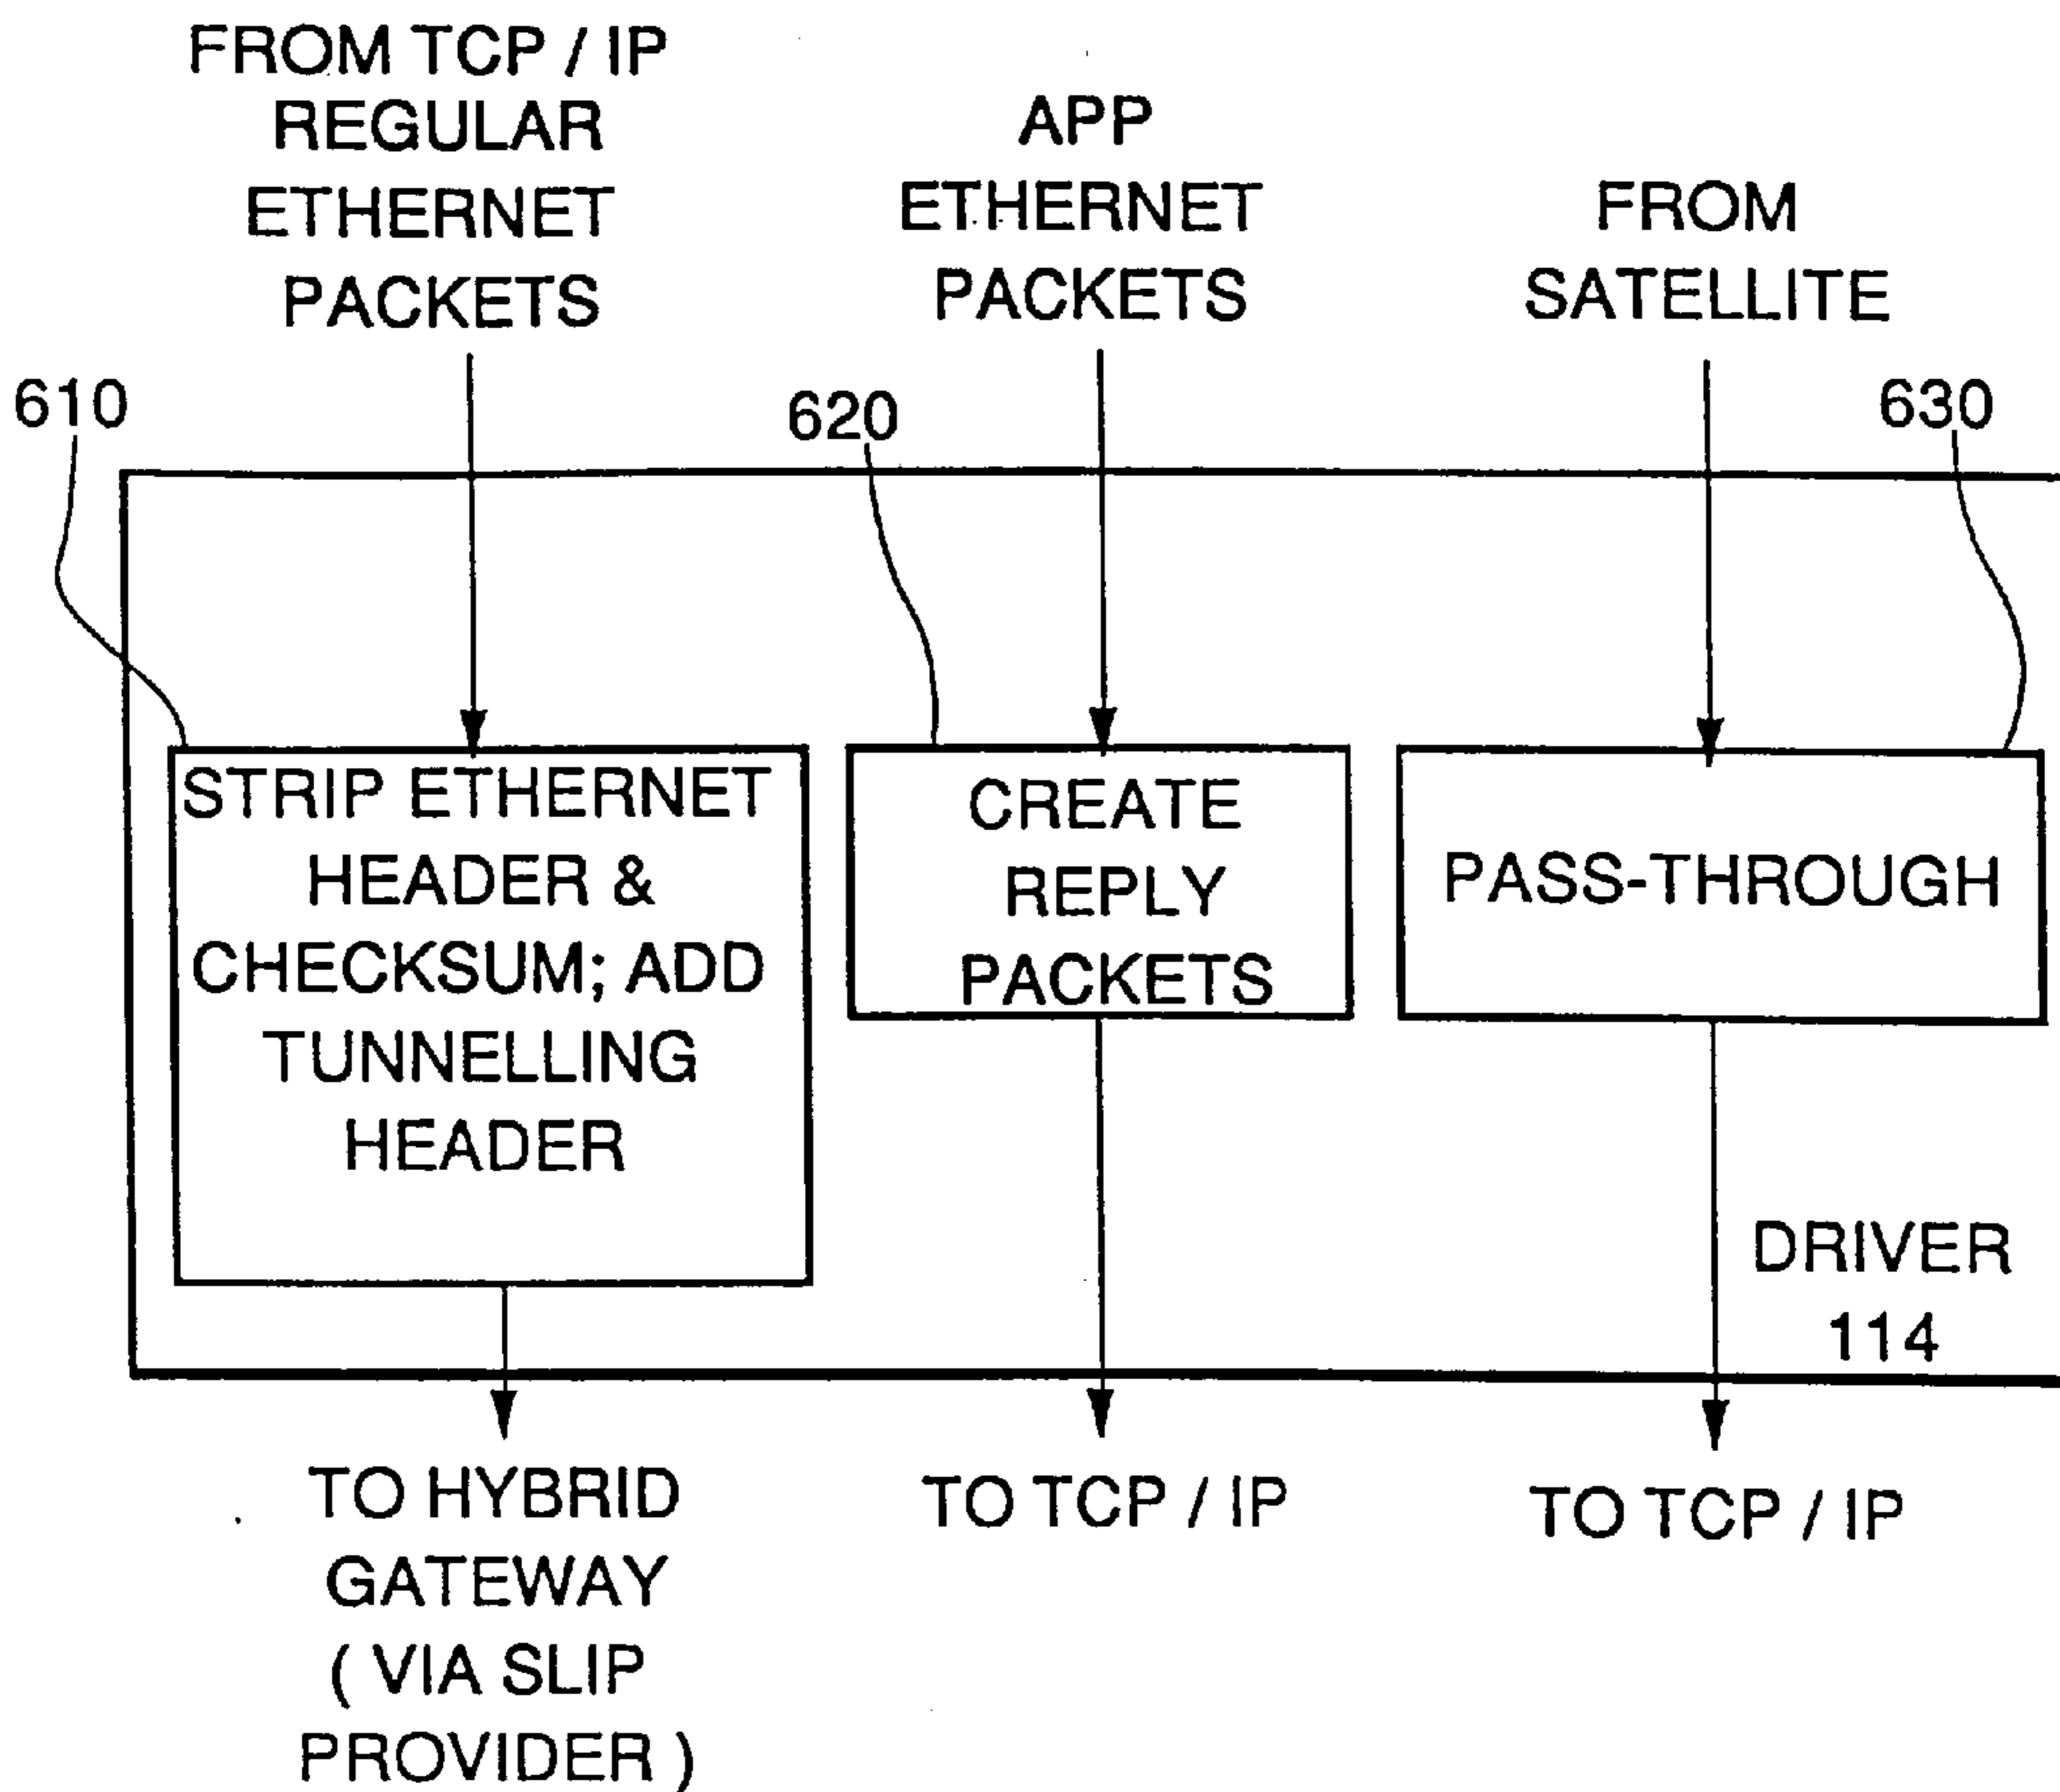 FROM TCP / IP
REGULAR
ETHERNET
PACKETS
APP
ETHERNET
PACKETS
FROM
SATELLITE
610
620
630
STRIP ETHERNET
HEADER &
CHECKSUM; ADD
TUNNELLING
HEADER
CREATE
REPLY
PACKETS
PASS-THROUGH
DRIVER
114
TO HYBRID
GATEWAY
( VIA SLIP
PROVIDER )
TO TCP / IP
TO TCP / IP